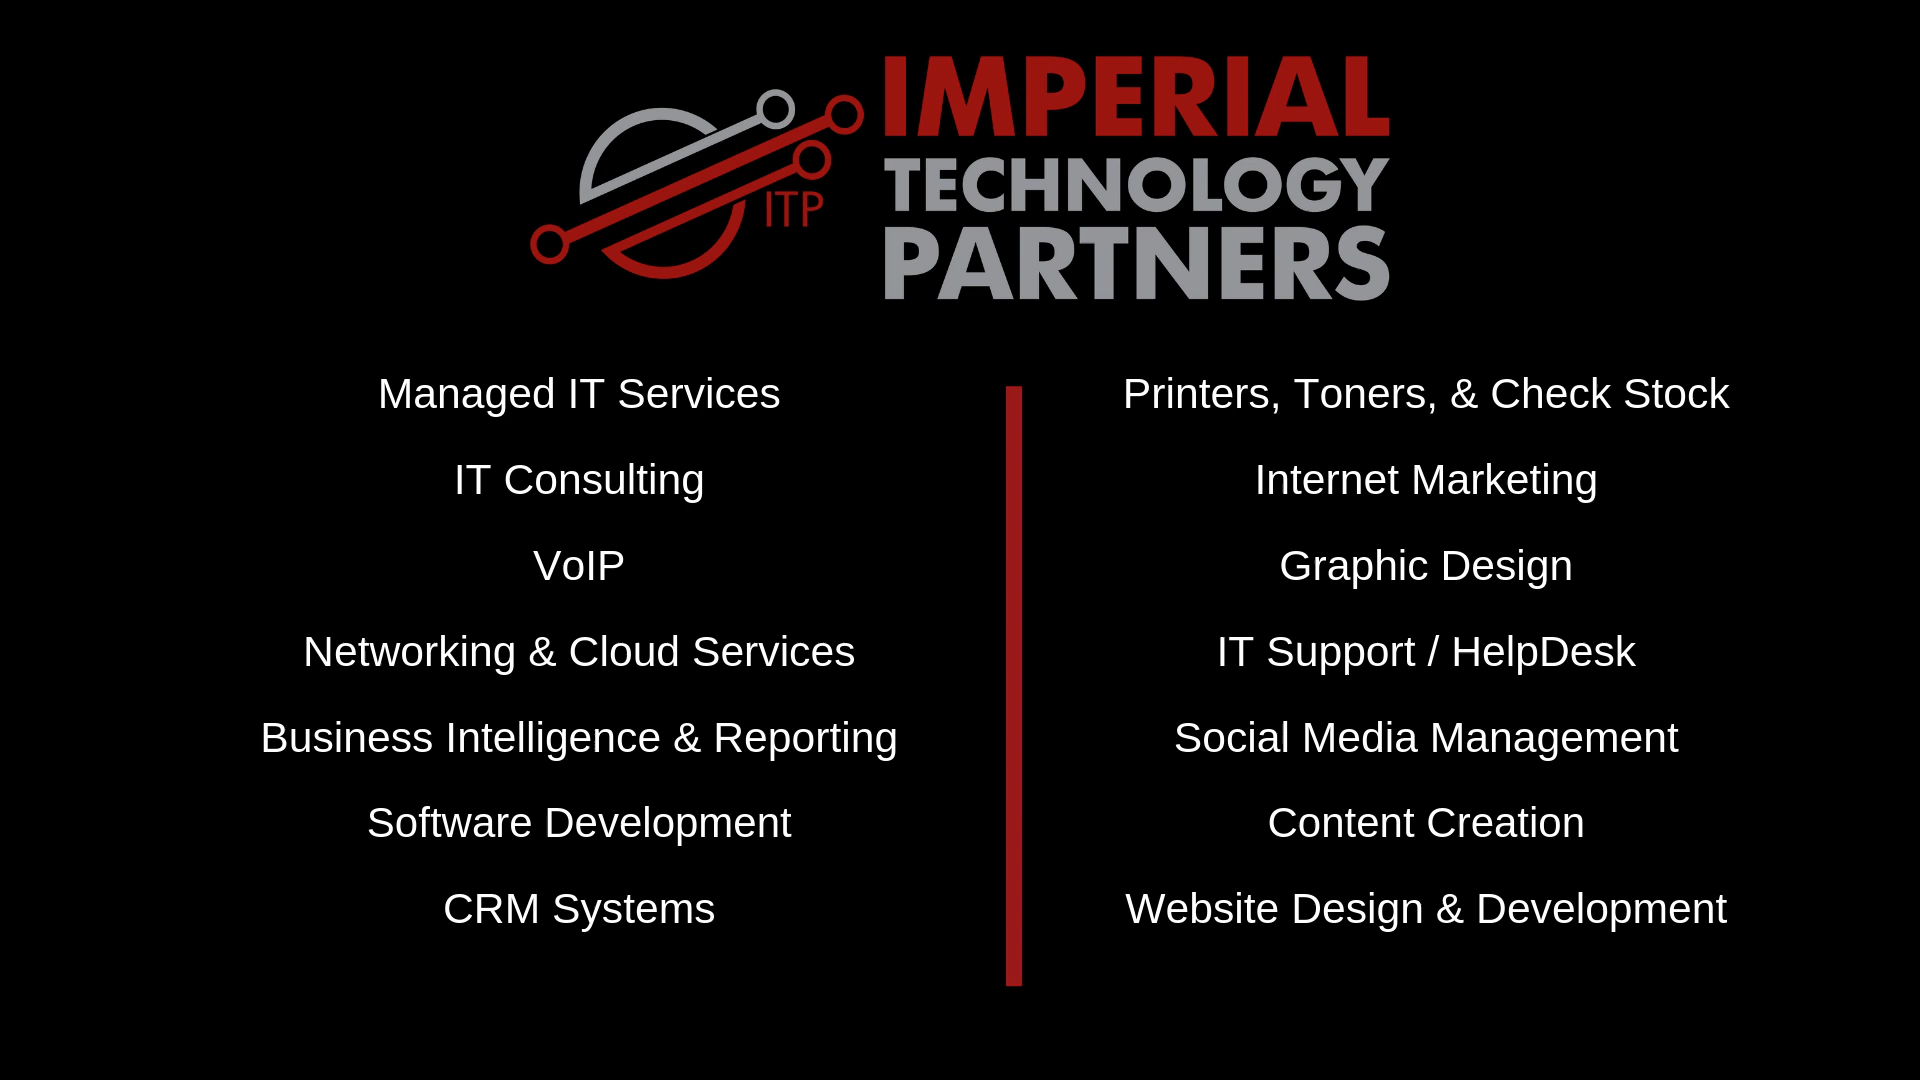 IMPERIAL
TECHNOLOGY
PARTNERS
ITP
Managed IT Services
IT Consulting
VoIP
Networking & Cloud Services
Business Intelligence & Reporting
Software Development
CRM Systems
Printers, Toners, & Check Stock
Internet Marketing
Graphic Design
IT Support / HelpDesk
Social Media Management
Content Creation
Website Design & Development